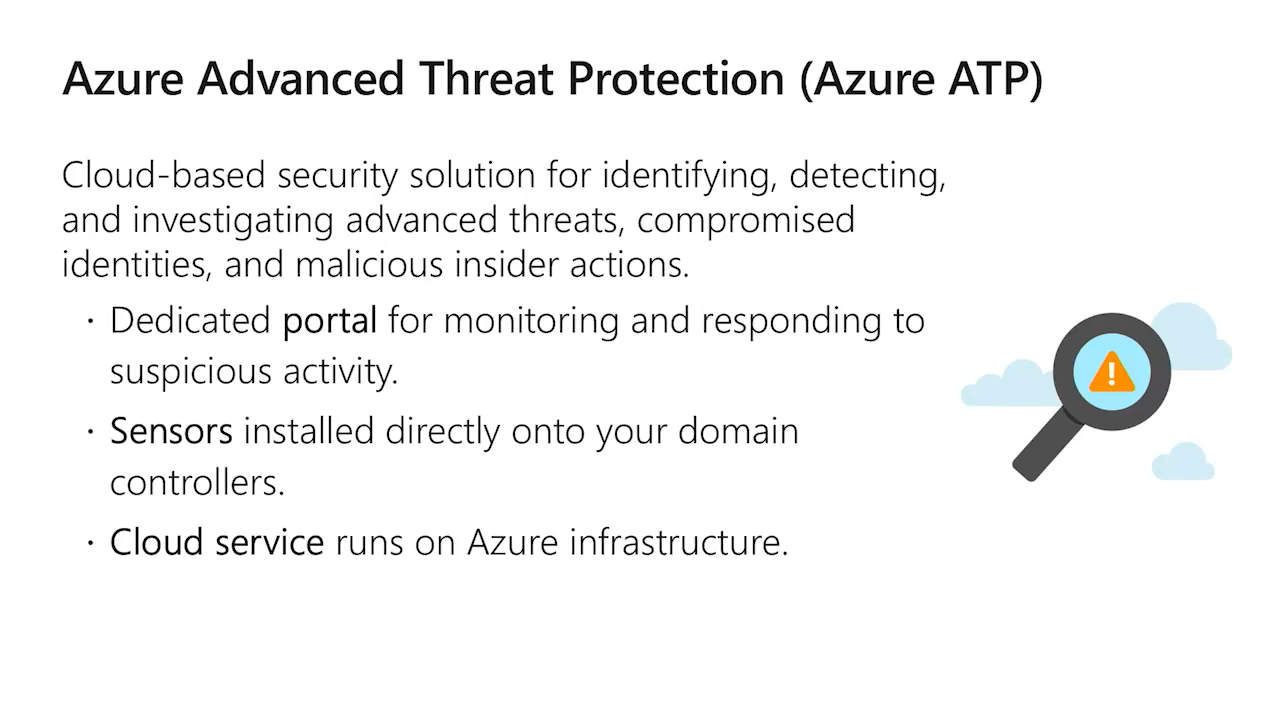 Azure Advanced Threat Protection (Azure ATP)
Cloud-based security solution for identifying, detecting,
and investigating advanced threats, compromised
identities, and malicious insider actions.
· Dedicated portal for monitoring and responding to
suspicious activity.
· Sensors installed directly onto your domain
controllers.
· Cloud service runs on Azure infrastructure.